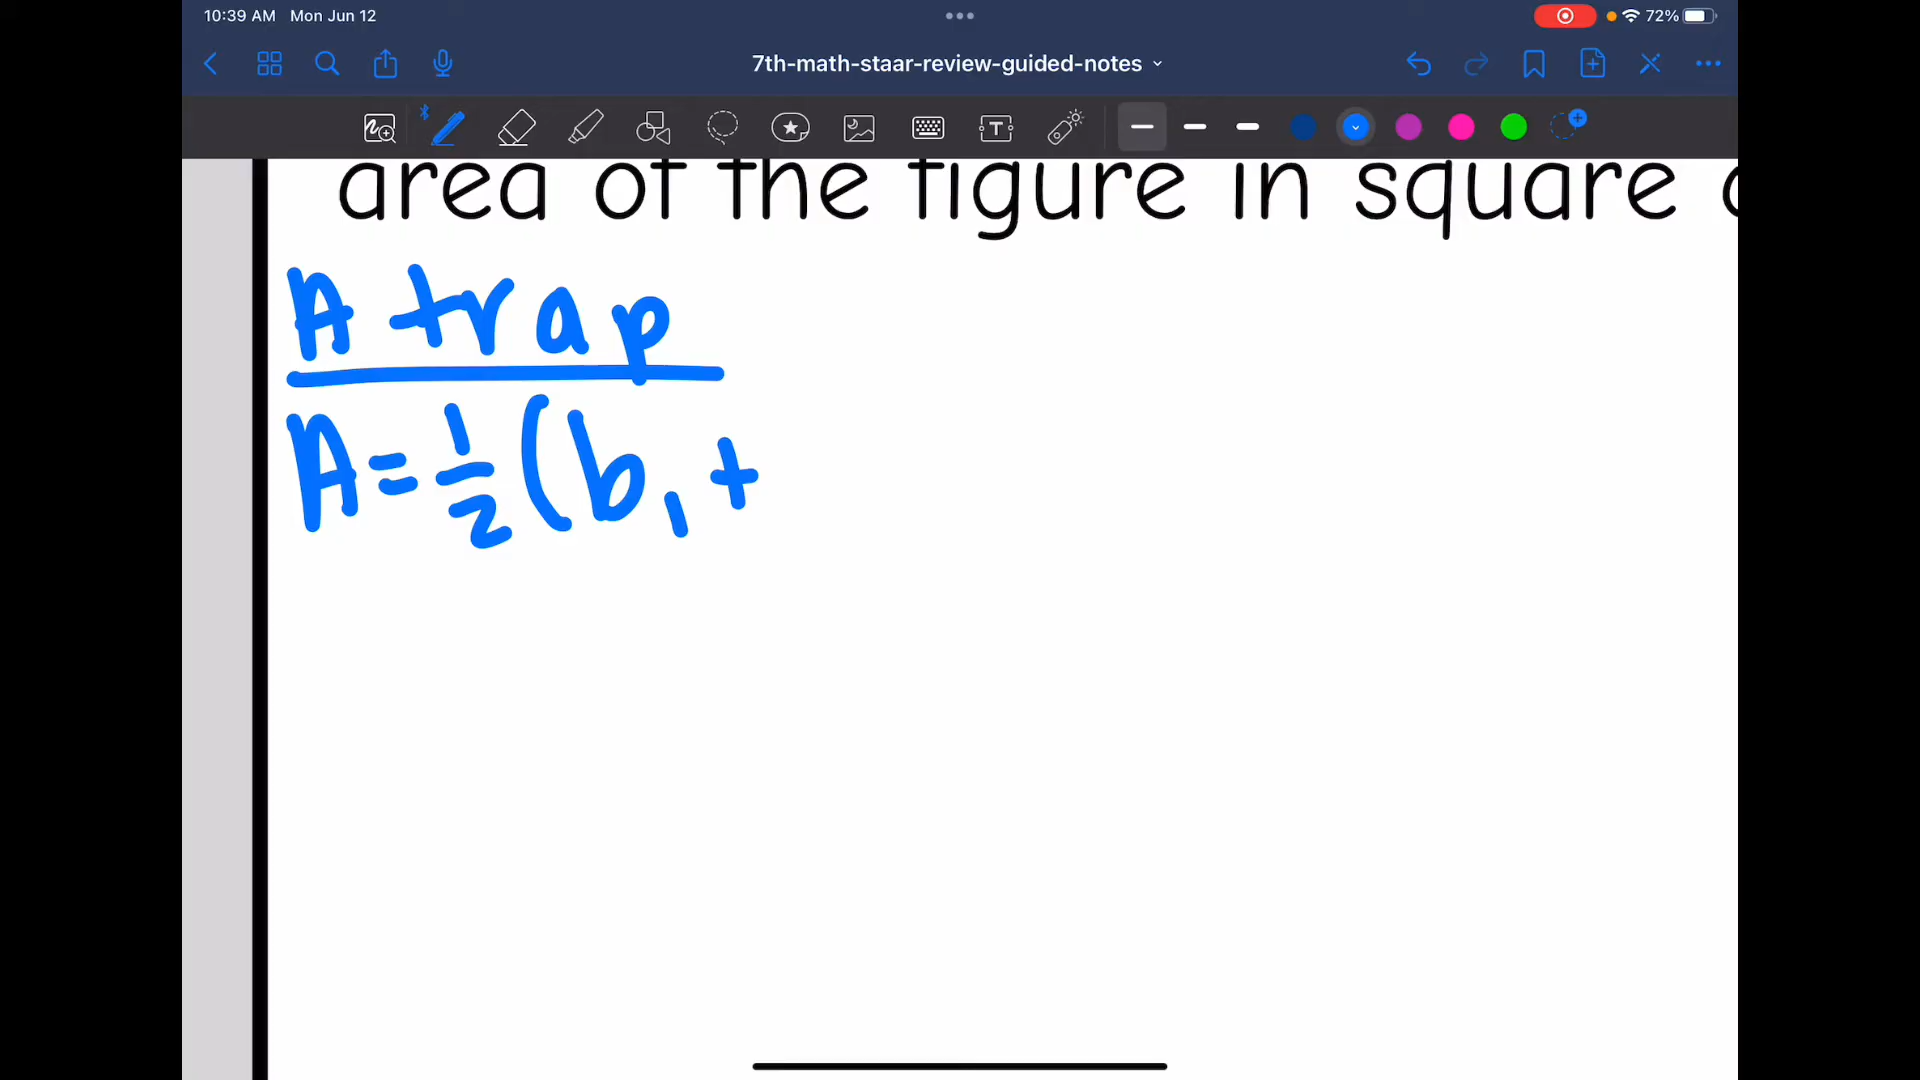 10:39 AM Mon Jun 12
72%
7th-math-staar-review-guided-notes
T
area of the figure in square
A trap
A = 1/2 (b₁ +